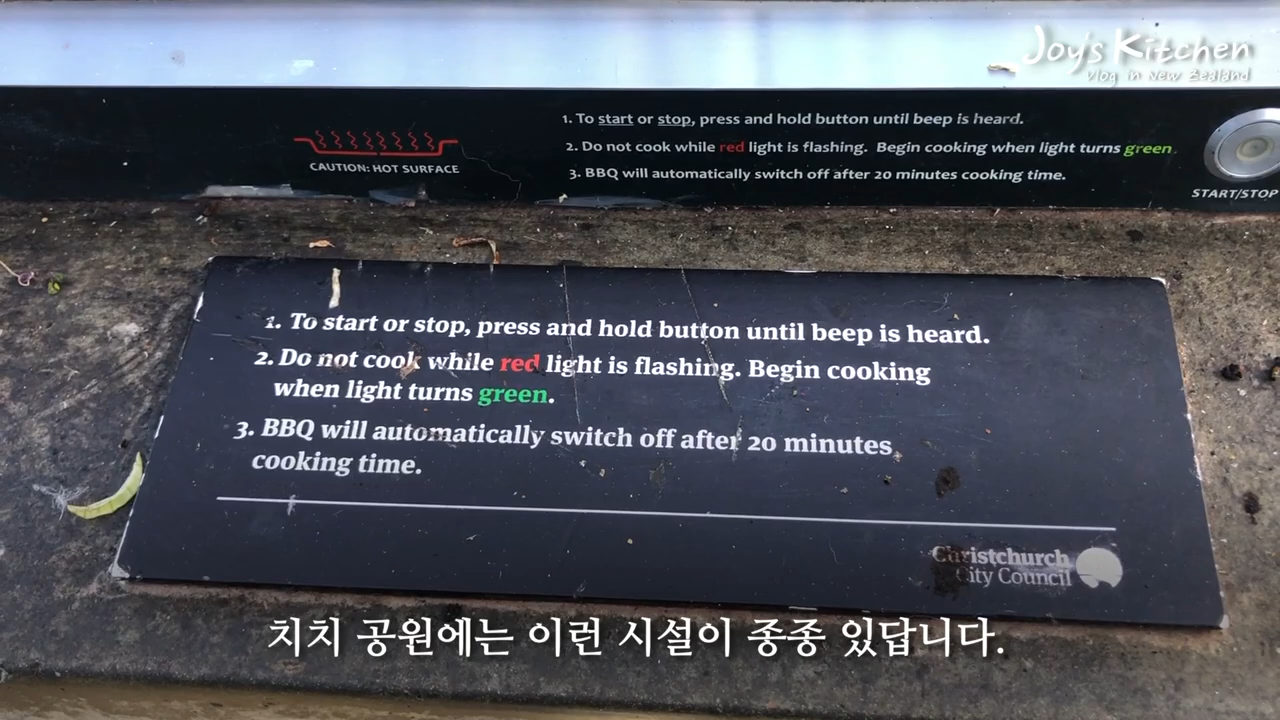 Joy's Kitchen
Vlog in New Zealand
1. To start or stop, press and hold button until beep is heard.
2. Do not cook while red light is flashing. Begin cooking when light turns green.
3. BBQ will automatically switch off after 20 minutes cooking time.
CAUTION: HOT SURFACE
START/STOP
1. To start or stop, press and hold button until beep is heard.
2. Do not cook while red light is flashing. Begin cooking
when light turns green.
3. BBQ will automatically switch off after 20 minutes
cooking time.
Christchurch
City Council
치치 공원에는 이런 시설이 종종 있답니다.